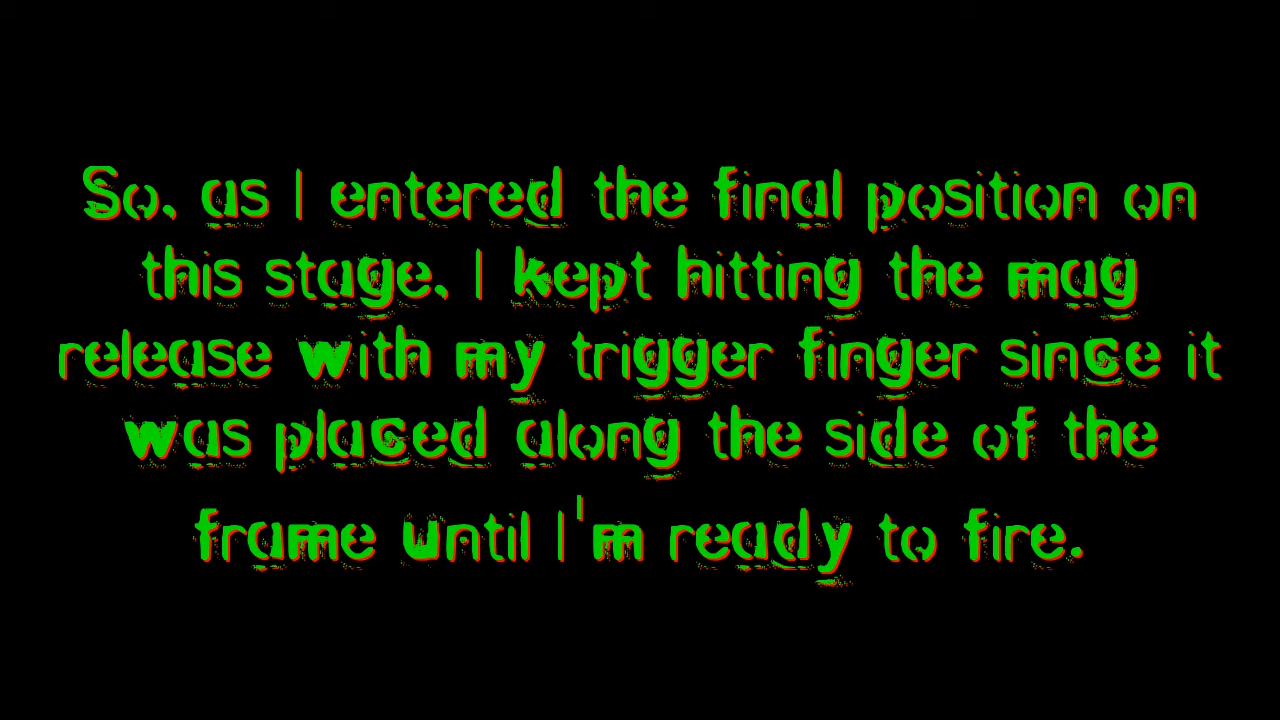 So, as I entered the final position on
this stage, I kept hitting the mag
release with my trigger finger since it
was placed along the side of the
frame until I'm ready to fire.